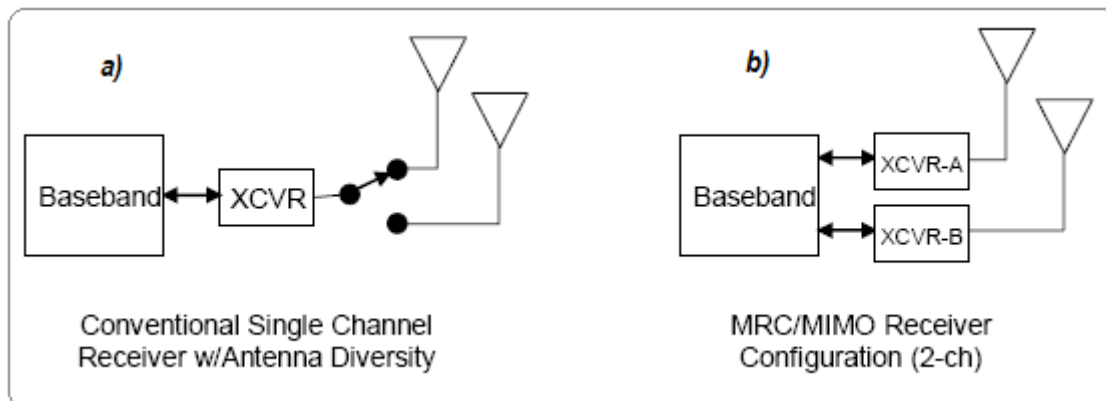 a)
Baseband
XCVR
Conventional Single Channel
Receiver w/Antenna Diversity
b)
Baseband
XCVR-A
XCVR-B
MRC/MIMO Receiver
Configuration (2-ch)